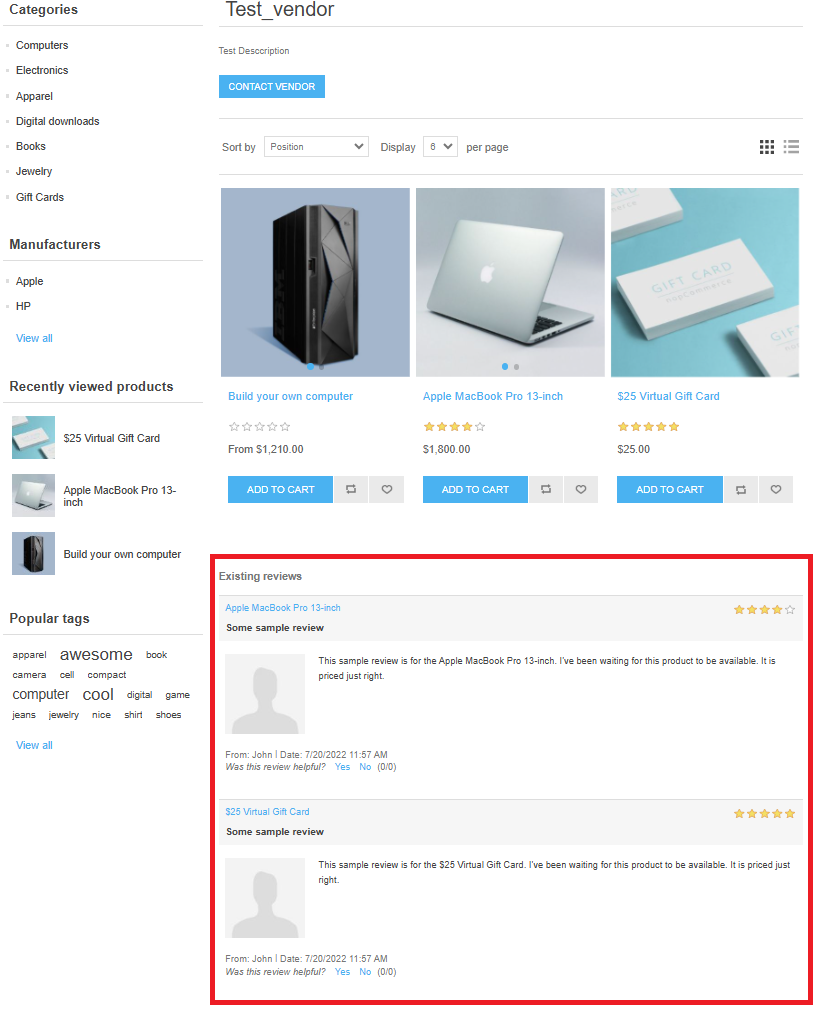 Categories
Computers
Electronics
Apparel
Digital downloads
Books
Jewelry
Gift Cards
Manufacturers
Apple
HP
View all
Recently viewed products
$25 Virtual Gift Card
Apple MacBook Pro 13-
inch
Build your own computer
Popular tags
apparel awesome book
camera cell compact
computer cool digital game
jeans jewelry nice shirt shoes
View all
Test_vendor
Test Desccription
CONTACT VENDOR
Sort by Position Display 6 per page
GIFT CARD
nopCommerce
Build your own computer
From $1,210.00
ADD TO CART
Apple MacBook Pro 13-inch
$1,800.00
ADD TO CART
$25 Virtual Gift Card
$25.00
ADD TO CART
Existing reviews
Apple MacBook Pro 13-inch
Some sample review
This sample review is for the Apple MacBook Pro 13-inch. I've been waiting for this product to be available. It is
priced just right.
From: John | Date: 7/20/2022 11:57 AM
Was this review helpful? Yes No (0/0)
$25 Virtual Gift Card
Some sample review
This sample review is for the $25 Virtual Gift Card. I've been waiting for this product to be available. It is priced just
right.
From: John | Date: 7/20/2022 11:57 AM
Was this review helpful? Yes No (0/0)